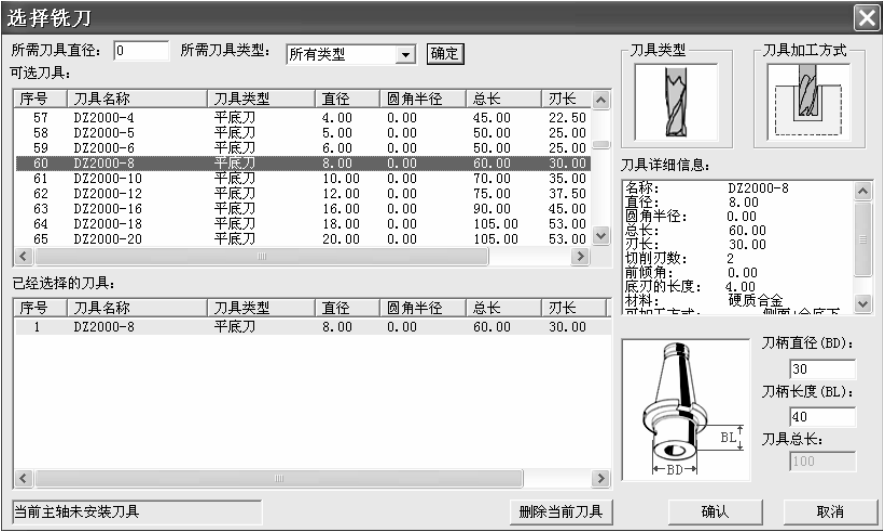 选择铣刀
所需刀具直径: 0 所需刀具类型: 所有类型 确定
可选刀具:
序号 刀具名称 刀具类型 直径 圆角半径 总长 刃长
57 DZ2000-4 平底刀 4.00 0.00 45.00 22.50
58 DZ2000-5 平底刀 5.00 0.00 50.00 25.00
59 DZ2000-6 平底刀 6.00 0.00 50.00 25.00
60 DZ2000-8 平底刀 8.00 0.00 60.00 30.00
61 DZ2000-10 平底刀 10.00 0.00 70.00 35.00
62 DZ2000-12 平底刀 12.00 0.00 75.00 37.50
63 DZ2000-16 平底刀 16.00 0.00 90.00 45.00
64 DZ2000-18 平底刀 18.00 0.00 105.00 53.00
65 DZ2000-20 平底刀 20.00 0.00 105.00 53.00
已经选择的刀具:
序号 刀具名称 刀具类型 直径 圆角半径 总长 刃长
1 DZ2000-8 平底刀 8.00 0.00 60.00 30.00
当前主轴未安装刀具
删除当前刀具
刀具类型 刀具加工方式
刀具详细信息:
名称: DZ2000-8
直径: 8.00
圆角半径: 0.00
总长: 60.00
刃长: 30.00
切削刃数: 2
前倾角: 0.00
底刃的长度: 4.00
材料: 硬质合金
刀柄直径(BD):
30
刀柄长度(BL):
40
刀具总长:
100
BL
BD
确认 取消